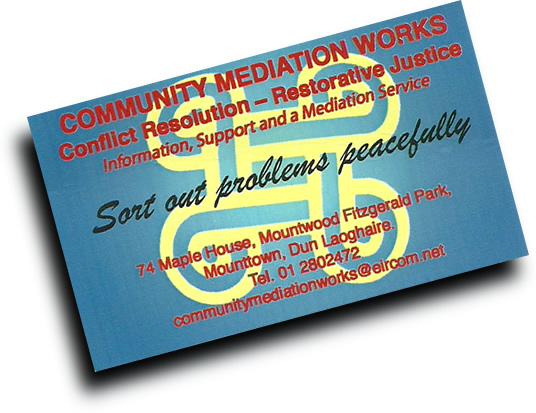 COMMUNITY MEDIATION WORKS
Conflict Resolution – Restorative Justice
Information, Support and a Mediation Service
Sort out problems peacefully
74 Maple House, Mountwood Fitzgerald Park,
Mounttown, Dun Laoghaire.
Tel. 01 2802472
communitymediationworks@eircom.net